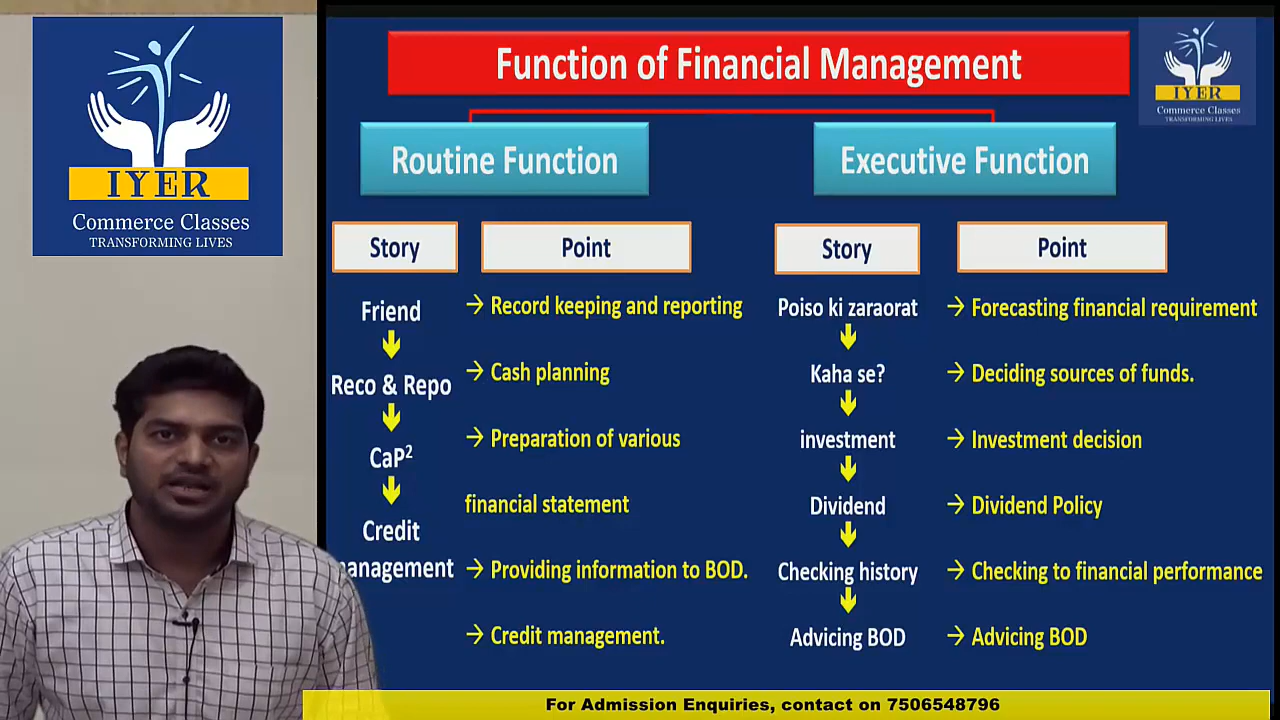 IYER
Commerce Classes
TRANSFORMING LIVES
Function of Financial Management
IYER
Commerce Classes
TRANSFORMING LIVES
Routine Function
Executive Function
Story
Point
Story
Point
Friend
Reco & Repo
CaP²
Credit
management
→ Record keeping and reporting
→ Cash planning
→ Preparation of various
financial statement
→ Providing information to BOD.
→ Credit management.
Poiso ki zaraorat
Kaha se?
investment
Dividend
Checking history
Advicing BOD
→ Forecasting financial requirement
→ Deciding sources of funds.
→ Investment decision
→ Dividend Policy
→ Checking to financial performance
→ Advicing BOD
For Admission Enquiries, contact on 7506548796